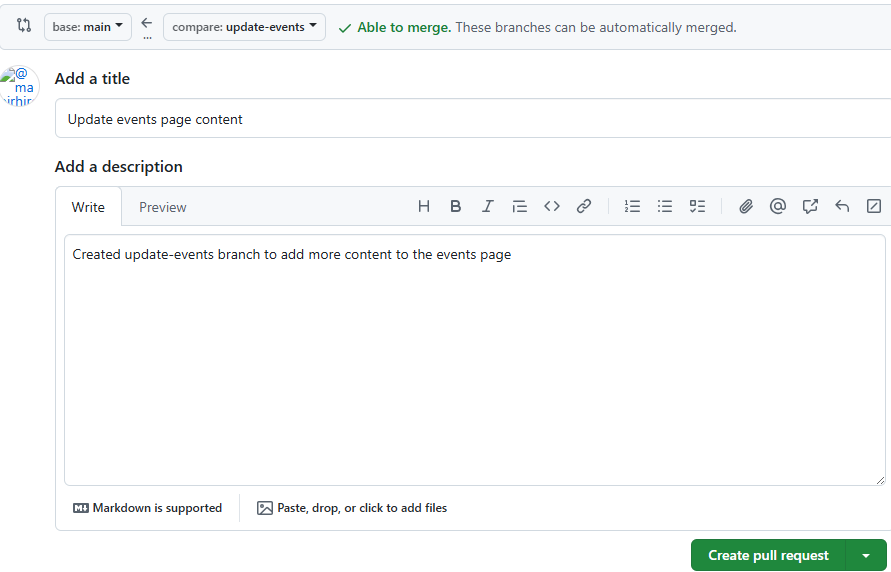 base: main ← ... compare: update-events Able to merge. These branches can be automatically merged.
@
ma
irhir
Add a title
Update events page content
Add a description
Write Preview H B I
Created update-events branch to add more content to the events page
Markdown is supported Paste, drop, or click to add files
Create pull request